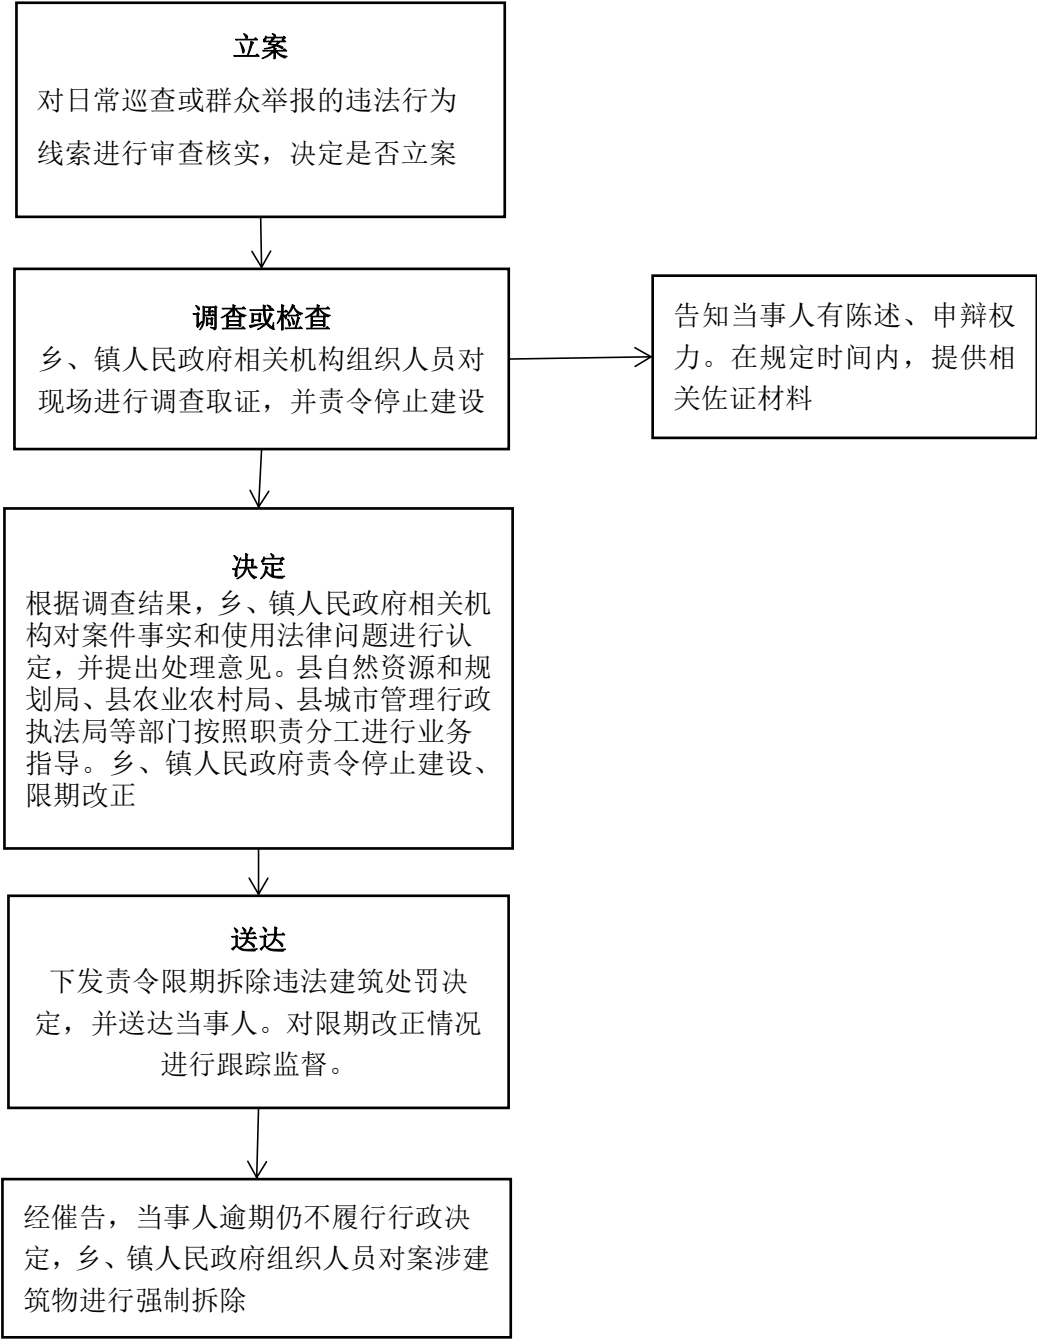 立案
对日常巡查或群众举报的违法行为
线索进行审查核实，决定是否立案
调查或检查
乡、镇人民政府相关机构组织人员对
现场进行调查取证，并责令停止建设
告知当事人有陈述、申辩权
力。在规定时间内，提供相
关佐证材料
决定
根据调查结果，乡、镇人民政府相关机
构对案件事实和使用法律问题进行认
定，并提出处理意见。县自然资源和规
划局、县农业农村局、县城市管理行政
执法局等部门按照职责分工进行业务
指导。乡、镇人民政府责令停止建设、
限期改正
送达
下发责令限期拆除违法建筑处罚决
定，并送达当事人。对限期改正情况
进行跟踪监督。
经催告，当事人逾期仍不履行行政决
定，乡、镇人民政府组织人员对案涉建
筑物进行强制拆除